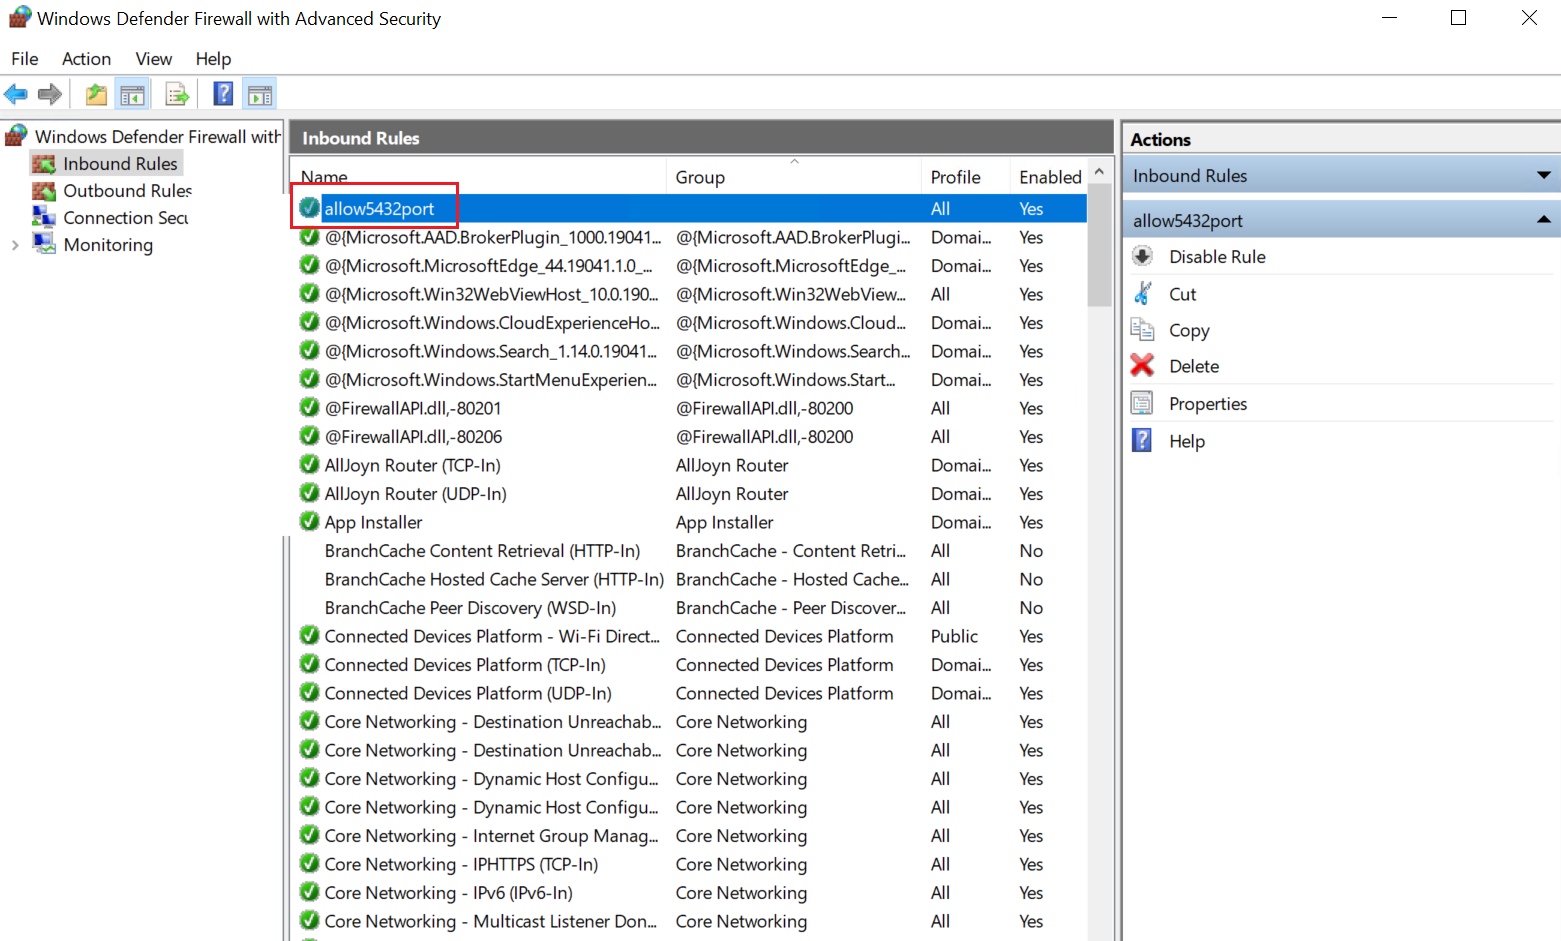 Windows Defender Firewall with Advanced Security
File Action View Help
Windows Defender Firewall with
Inbound Rules
Outbound Rules
Connection Secu
Monitoring
Inbound Rules
Name Group Profile Enabled
allow5432port All Yes
@{Microsoft.AAD.BrokerPlugin_1000.19041... @{Microsoft.AAD.BrokerPlugi... Domai... Yes
@{Microsoft.MicrosoftEdge_44.19041.1.0_... @{Microsoft.MicrosoftEdge_... Domai... Yes
@{Microsoft.Win32WebViewHost_10.0.190... @{Microsoft.Win32WebView... All Yes
@{Microsoft.Windows.CloudExperienceHo... @{Microsoft.Windows.Cloud... Domai... Yes
@{Microsoft.Windows.Search_1.14.0.19041... @{Microsoft.Windows.Search... Domai... Yes
@{Microsoft.Windows.StartMenuExperien... @{Microsoft.Windows.Start... Domai... Yes
@FirewallAPI.dll,-80201 @FirewallAPI.dll,-80200 All Yes
@FirewallAPI.dll,-80206 @FirewallAPI.dll,-80200 All Yes
AllJoyn Router (TCP-In) AllJoyn Router Domai... Yes
AllJoyn Router (UDP-In) AllJoyn Router Domai... Yes
App Installer App Installer Domai... Yes
BranchCache Content Retrieval (HTTP-In) BranchCache - Content Retri... All No
BranchCache Hosted Cache Server (HTTP-In) BranchCache - Hosted Cache... All No
BranchCache Peer Discovery (WSD-In) BranchCache - Peer Discover... All No
Connected Devices Platform - Wi-Fi Direct... Connected Devices Platform Public Yes
Connected Devices Platform (TCP-In) Connected Devices Platform Domai... Yes
Connected Devices Platform (UDP-In) Connected Devices Platform Domai... Yes
Core Networking - Destination Unreachab... Core Networking All Yes
Core Networking - Destination Unreachab... Core Networking All Yes
Core Networking - Dynamic Host Configu... Core Networking All Yes
Core Networking - Dynamic Host Configu... Core Networking All Yes
Core Networking - Internet Group Manag... Core Networking All Yes
Core Networking - IPHTTPS (TCP-In) Core Networking All Yes
Core Networking - IPv6 (IPv6-In) Core Networking All Yes
Core Networking - Multicast Listener Don... Core Networking All Yes
Actions
Inbound Rules
allow5432port
Disable Rule
Cut
Copy
Delete
Properties
Help